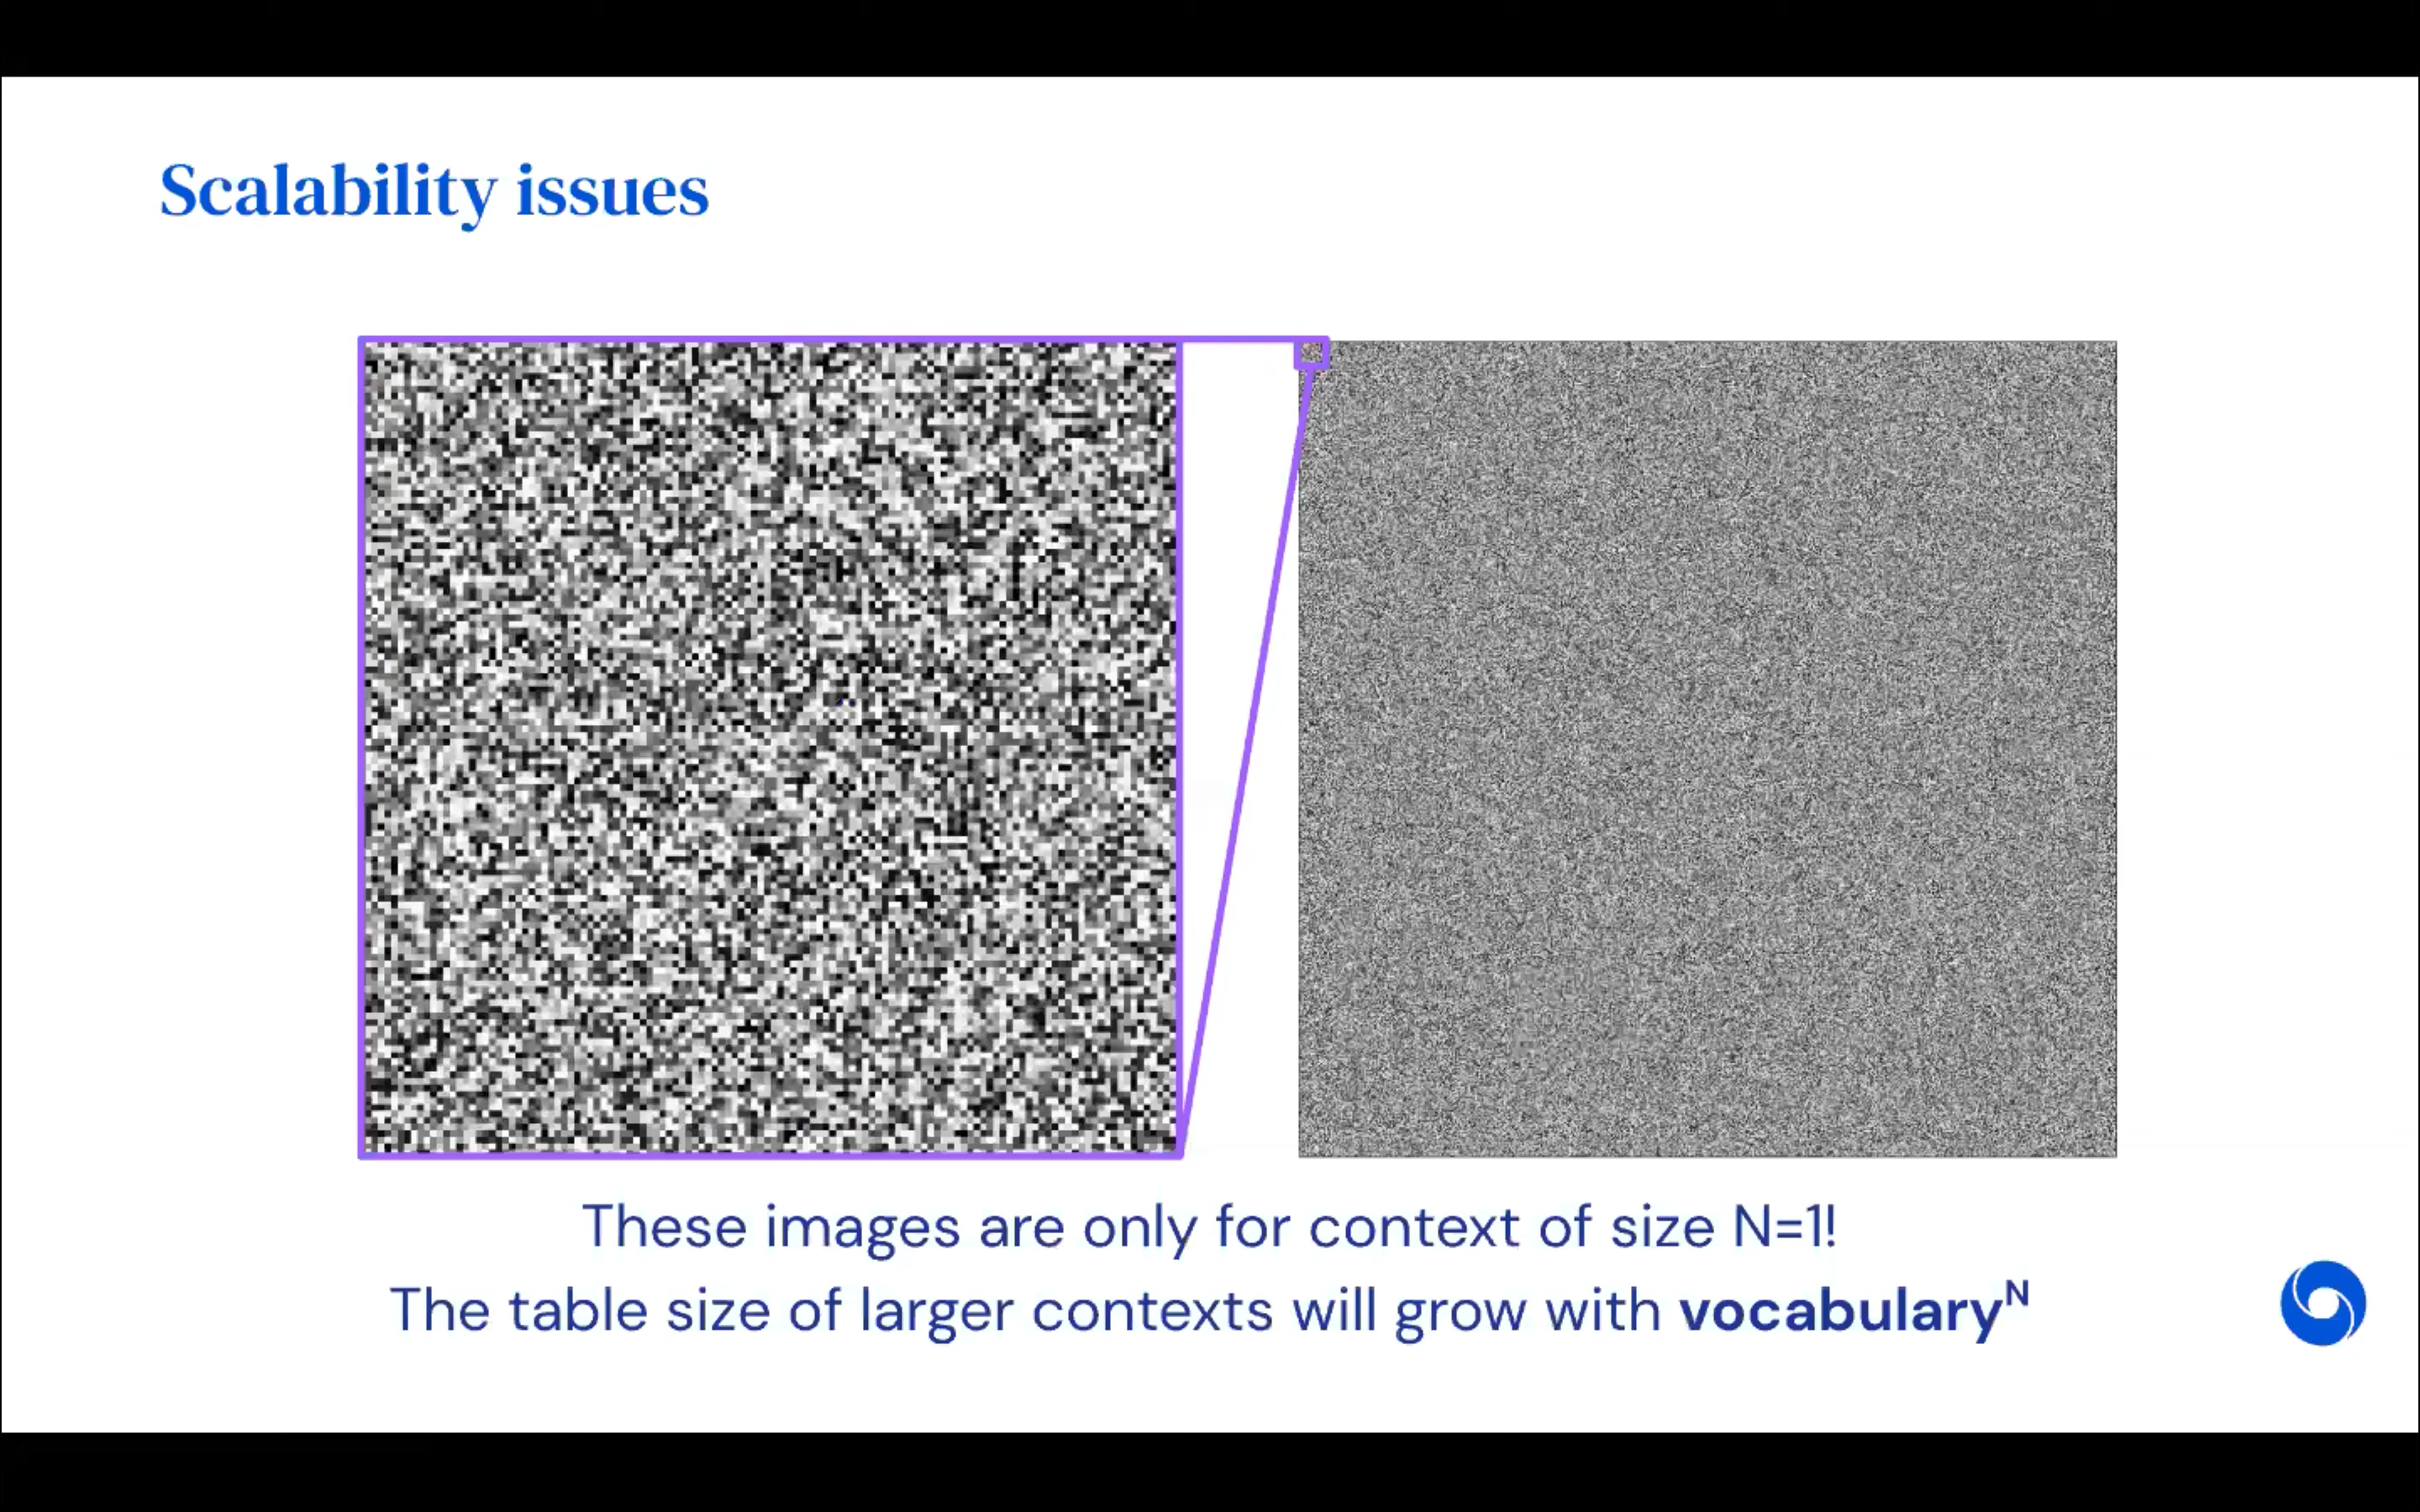 Scalability issues
These images are only for context of size N=1!
The table size of larger contexts will grow with vocabularyᴺ